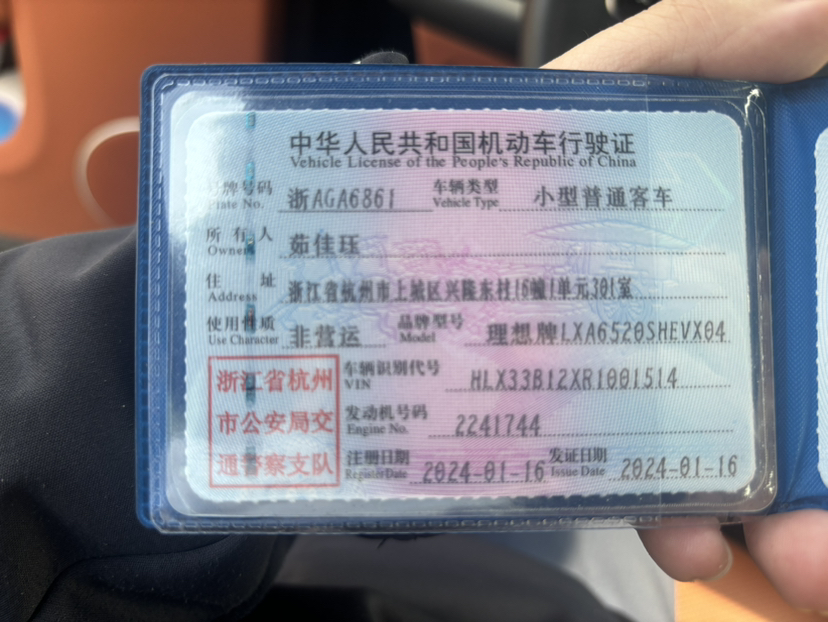 中华人民共和国机动车行驶证
Vehicle License of the People's Republic of China
号牌号码 浙AGA6861 车辆类型 小型普通客车
Plate No. Vehicle Type
所有人 茹佳珏
Owner
住址 浙江省杭州市上城区兴隆东村16幢1单元301室
Address
使用性质 非营运 品牌型号 理想牌LXA6520SHEVX04
Use Character Model
浙江省杭州
市公安局交
通警察支队
车辆识别代号 HLX33B12XR1001514
VIN
发动机号码 2241744
Engine No.
注册日期 2024-01-16 发证日期 2024-01-16
Register Date Issue Date